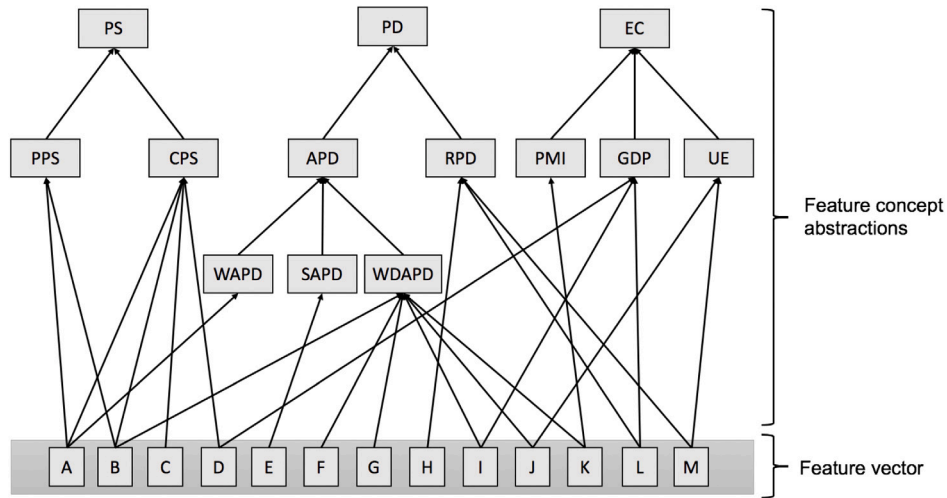 PS
PD
EC
PPS
CPS
APD
RPD
PMI
GDP
UE
Feature concept
abstractions
WAPD
SAPD
WDAPD
A
B
C
D
E
F
G
H
I
J
K
L
M
Feature vector